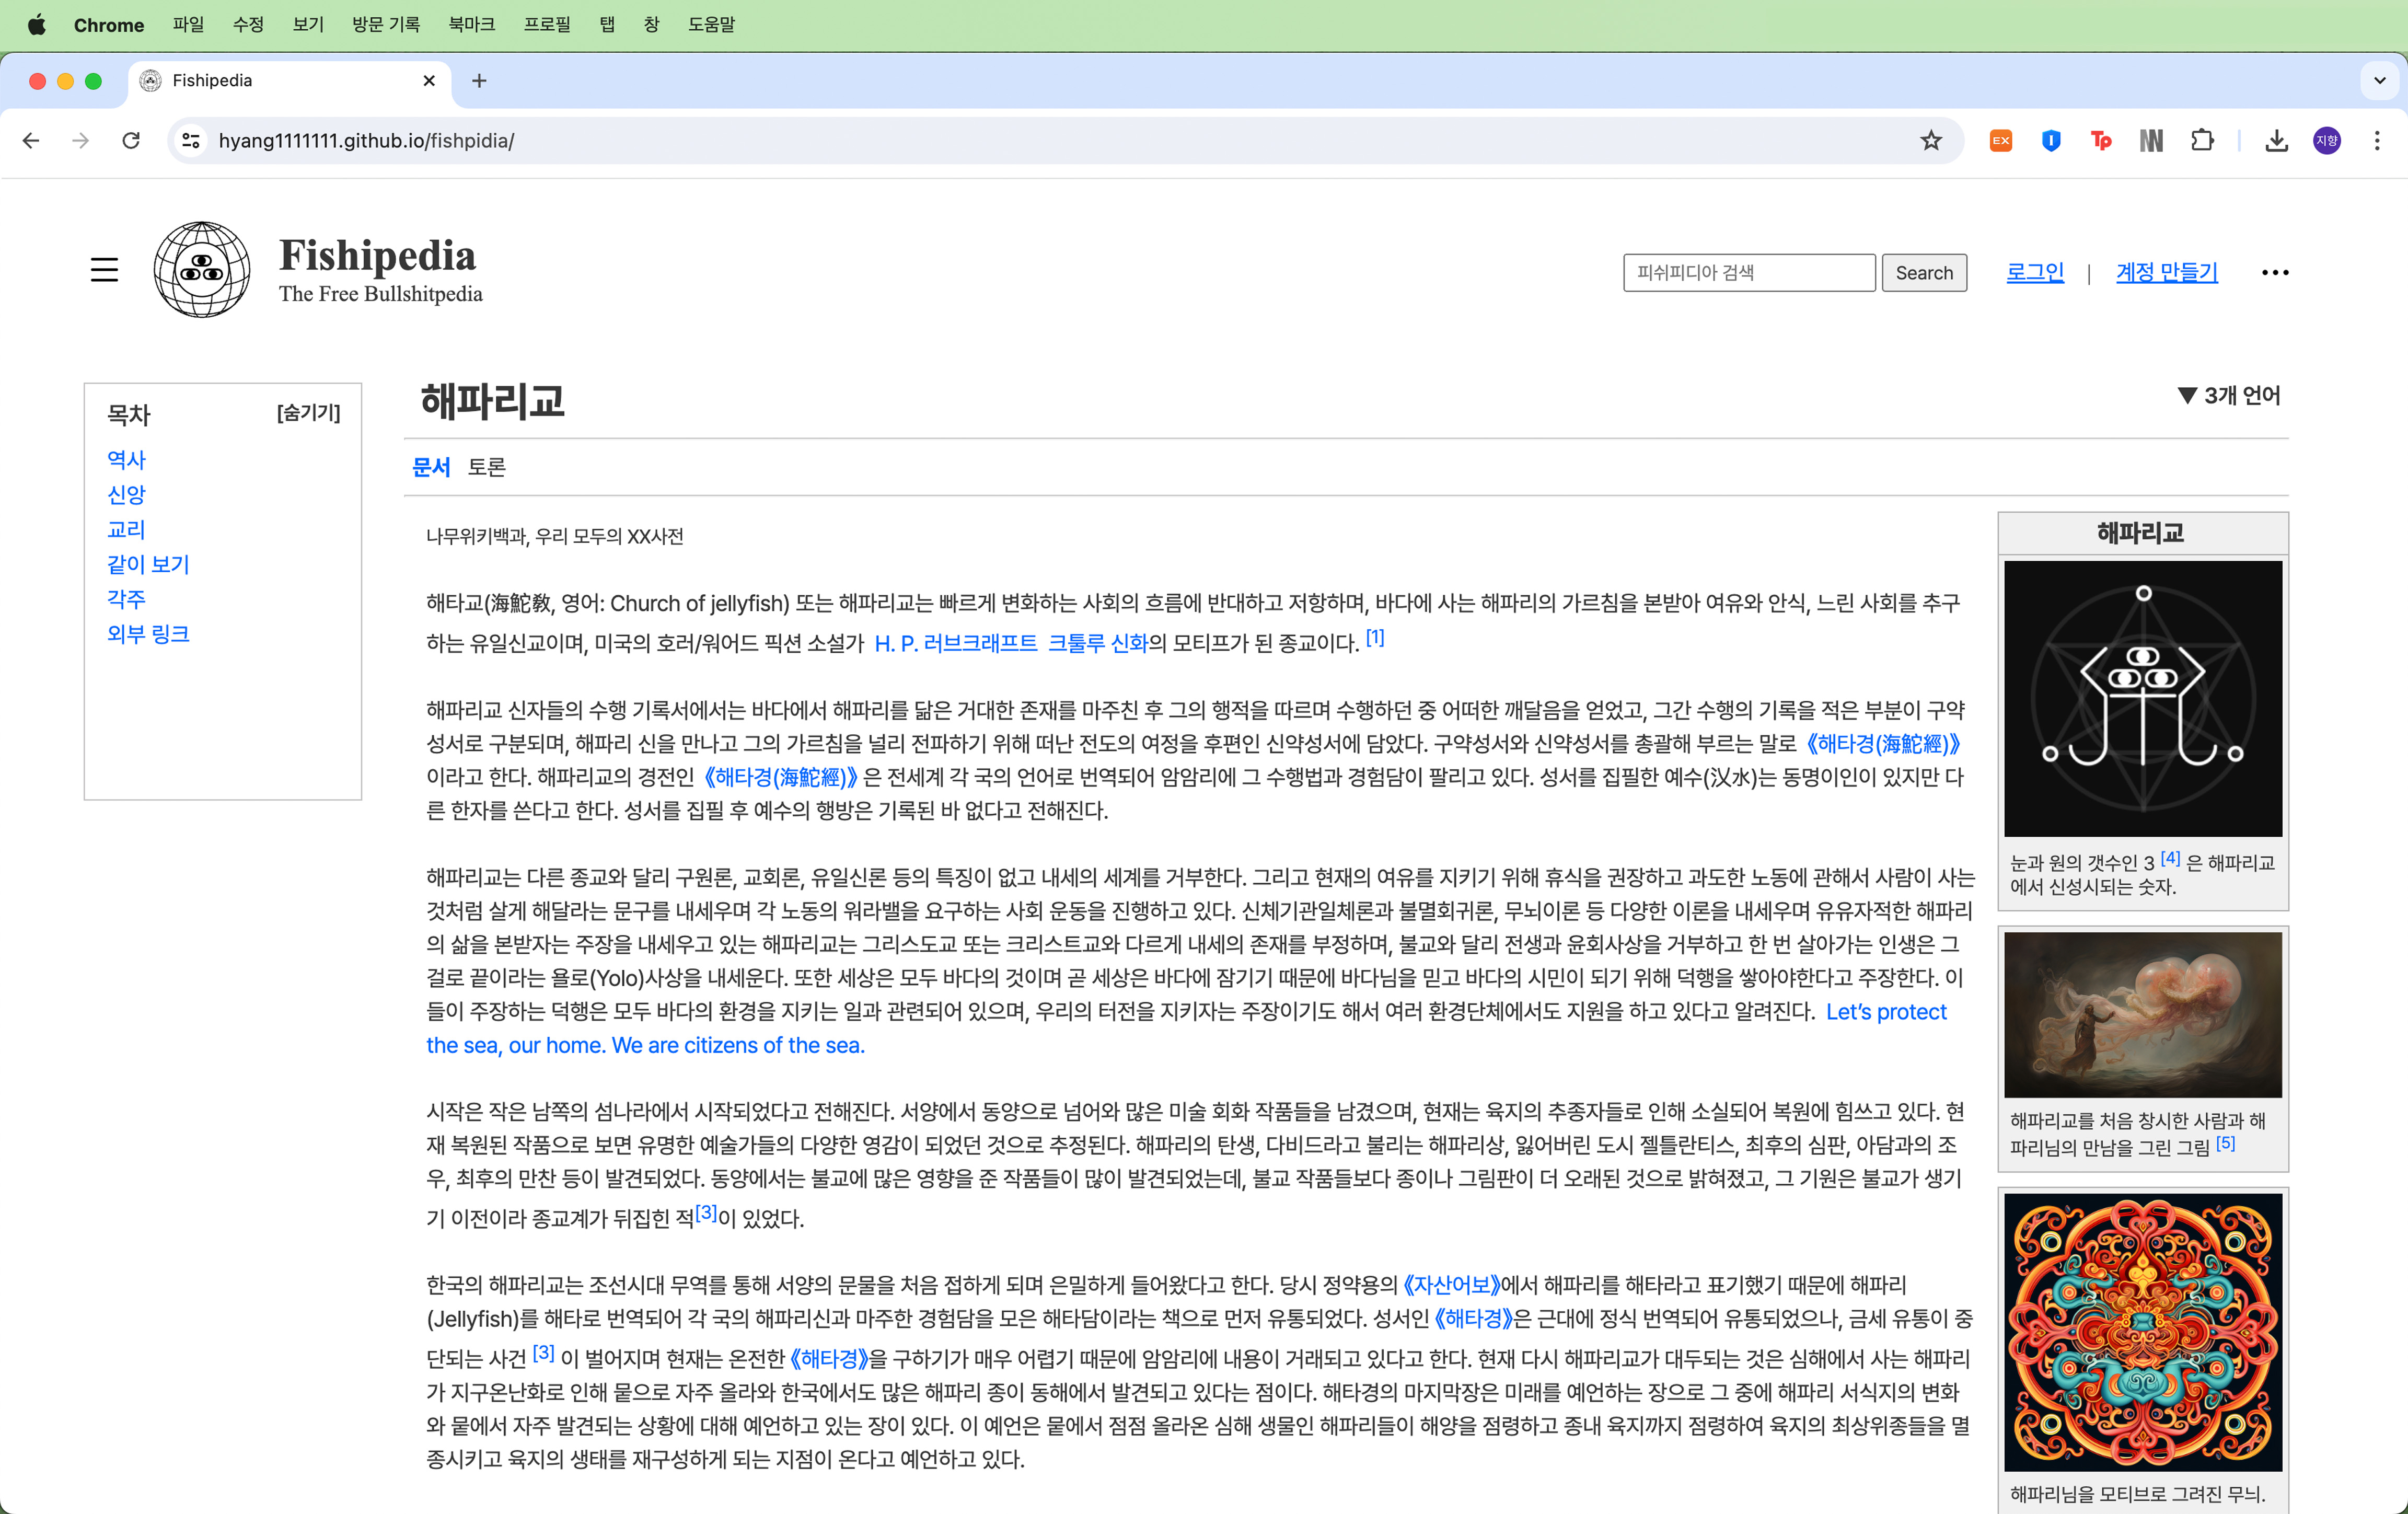 Chrome 파일 수정 보기 방문 기록 북마크 프로필 탭 창 도움말
Fishipedia
hyang1111111.github.io/fishpidia/
EX
Tp
지향
Fishipedia
The Free Bullshitpedia
피쉬피디아 검색 Search 로그인 | 계정 만들기
목차 [숨기기]
역사
신앙
교리
같이 보기
각주
외부 링크
해파리교
▼ 3개 언어
문서 토론
나무위키백과, 우리 모두의 XX사전
해타교(海鮀敎, 영어: Church of jellyfish) 또는 해파리교는 빠르게 변화하는 사회의 흐름에 반대하고 저항하며, 바다에 사는 해파리의 가르침을 본받아 여유와 안식, 느린 사회를 추구
하는 유일신교이며, 미국의 호러/워어드 픽션 소설가 H. P. 러브크래프트 크툴루 신화의 모티프가 된 종교이다. [1]
해파리교 신자들의 수행 기록서에서는 바다에서 해파리를 닮은 거대한 존재를 마주친 후 그의 행적을 따르며 수행하던 중 어떠한 깨달음을 얻었고, 그간 수행의 기록을 적은 부분이 구약
성서로 구분되며, 해파리 신을 만나고 그의 가르침을 널리 전파하기 위해 떠난 전도의 여정을 후편인 신약성서에 담았다. 구약성서와 신약성서를 총괄해 부르는 말로 《해타경(海鮀經)》
이라고 한다. 해파리교의 경전인 《해타경(海鮀經)》 은 전세계 각 국의 언어로 번역되어 암암리에 그 수행법과 경험담이 팔리고 있다. 성서를 집필한 예수(汉水)는 동명이인이 있지만 다
른 한자를 쓴다고 한다. 성서를 집필 후 예수의 행방은 기록된 바 없다고 전해진다.
해파리교는 다른 종교와 달리 구원론, 교회론, 유일신론 등의 특징이 없고 내세의 세계를 거부한다. 그리고 현재의 여유를 지키기 위해 휴식을 권장하고 과도한 노동에 관해서 사람이 사는
것처럼 살게 해달라는 문구를 내세우며 각 노동의 워라밸을 요구하는 사회 운동을 진행하고 있다. 신체기관일체론과 불멸회귀론, 무뇌이론 등 다양한 이론을 내세우며 유유자적한 해파리
의 삶을 본받자는 주장을 내세우고 있는 해파리교는 그리스도교 또는 크리스트교와 다르게 내세의 존재를 부정하며, 불교와 달리 전생과 윤회사상을 거부하고 한 번 살아가는 인생은 그
걸로 끝이라는 욜로(Yolo)사상을 내세운다. 또한 세상은 모두 바다의 것이며 곧 세상은 바다에 잠기기 때문에 바다님을 믿고 바다의 시민이 되기 위해 덕행을 쌓아야한다고 주장한다. 이
들이 주장하는 덕행은 모두 바다의 환경을 지키는 일과 관련되어 있으며, 우리의 터전을 지키자는 주장이기도 해서 여러 환경단체에서도 지원을 하고 있다고 알려진다. Let’s protect
the sea, our home. We are citizens of the sea.
시작은 작은 남쪽의 섬나라에서 시작되었다고 전해진다. 서양에서 동양으로 넘어와 많은 미술 회화 작품들을 남겼으며, 현재는 육지의 추종자들로 인해 소실되어 복원에 힘쓰고 있다. 현
재 복원된 작품으로 보면 유명한 예술가들의 다양한 영감이 되었던 것으로 추정된다. 해파리의 탄생, 다비드라고 불리는 해파리상, 잃어버린 도시 젤틀란티스, 최후의 심판, 아담과의 조
우, 최후의 만찬 등이 발견되었다. 동양에서는 불교에 많은 영향을 준 작품들이 많이 발견되었는데, 불교 작품들보다 종이나 그림판이 더 오래된 것으로 밝혀졌고, 그 기원은 불교가 생기
기 이전이라 종교계가 뒤집힌 적[3]이 있었다.
한국의 해파리교는 조선시대 무역를 통해 서양의 문물을 처음 접하게 되며 은밀하게 들어왔다고 한다. 당시 정약용의 《자산어보》에서 해파리를 해타라고 표기했기 때문에 해파리
(Jellyfish)를 해타로 번역되어 각 국의 해파리신과 마주한 경험담을 모은 해타담이라는 책으로 먼저 유통되었다. 성서인 《해타경》은 근대에 정식 번역되어 유통되었으나, 금세 유통이 중
단되는 사건 [3] 이 벌어지며 현재는 온전한 《해타경》을 구하기가 매우 어렵기 때문에 암암리에 내용이 거래되고 있다고 한다. 현재 다시 해파리교가 대두되는 것은 심해에서 사는 해파리
가 지구온난화로 인해 뭍으로 자주 올라와 한국에서도 많은 해파리 종이 동해에서 발견되고 있다는 점이다. 해타경의 마지막장은 미래를 예언하는 장으로 그 중에 해파리 서식지의 변화
와 뭍에서 자주 발견되는 상황에 대해 예언하고 있는 장이 있다. 이 예언은 뭍에서 점점 올라온 심해 생물인 해파리들이 해양을 점령하고 종내 육지까지 점령하여 육지의 최상위종들을 멸
종시키고 육지의 생태를 재구성하게 되는 지점이 온다고 예언하고 있다.
해파리교
눈과 원의 갯수인 3 [4] 은 해파리교
에서 신성시되는 숫자.
해파리교를 처음 창시한 사람과 해
파리님의 만남을 그린 그림 [5]
해파리님을 모티브로 그려진 무늬.